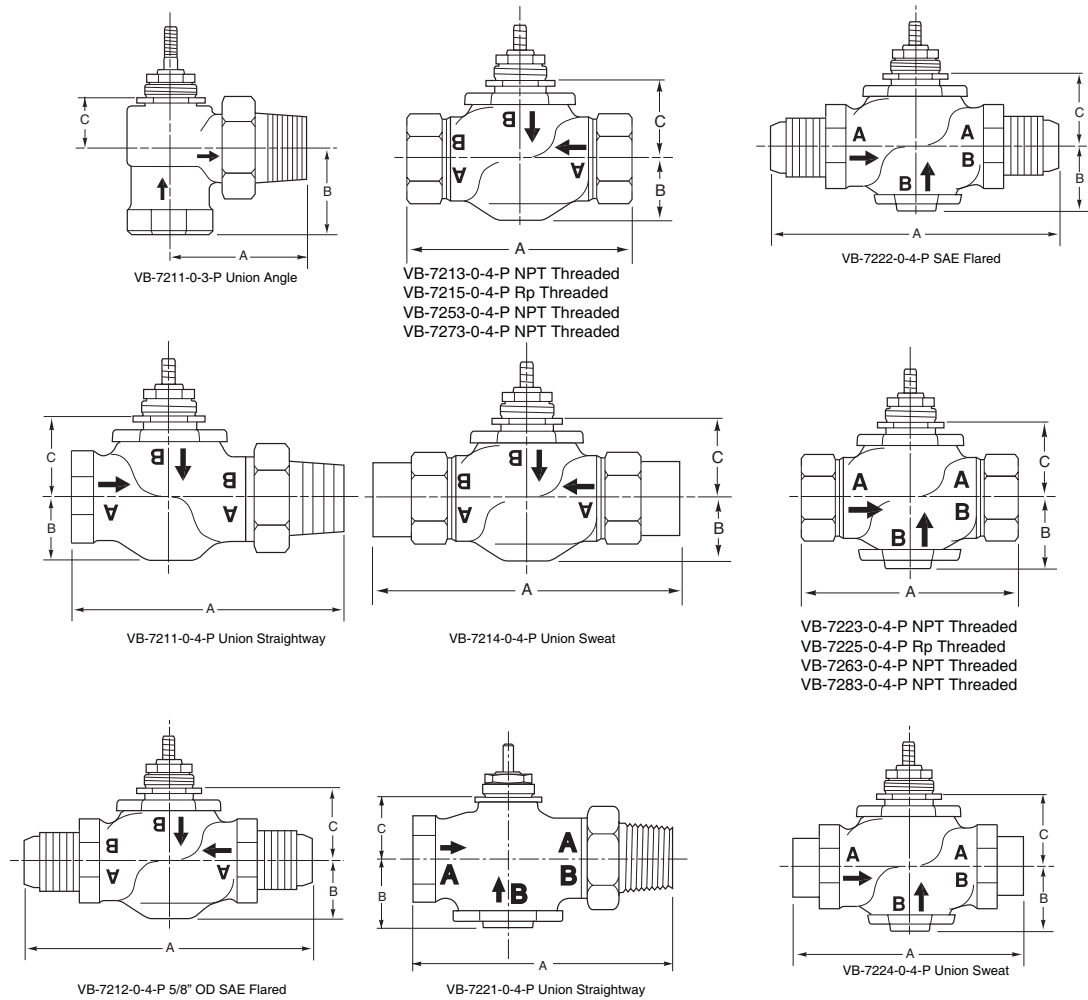 C
B
A
VB-7211-0-3-P Union Angle
B
B
A
A
C
B
A
VB-7213-0-4-P NPT Threaded
VB-7215-0-4-P Rp Threaded
VB-7253-0-4-P NPT Threaded
VB-7273-0-4-P NPT Threaded
A
A
B
B
C
B
A
VB-7222-0-4-P SAE Flared
C
B
B
B
A
A
A
VB-7211-0-4-P Union Straightway
B
B
A
A
C
B
A
VB-7214-0-4-P Union Sweat
A
A
B
B
C
B
A
VB-7223-0-4-P NPT Threaded
VB-7225-0-4-P Rp Threaded
VB-7263-0-4-P NPT Threaded
VB-7283-0-4-P NPT Threaded
B
B
A
A
C
B
A
VB-7212-0-4-P 5/8” OD SAE Flared
C
B
A
A
B
B
A
VB-7221-0-4-P Union Straightway
A
A
B
B
C
B
A
VB-7224-0-4-P Union Sweat